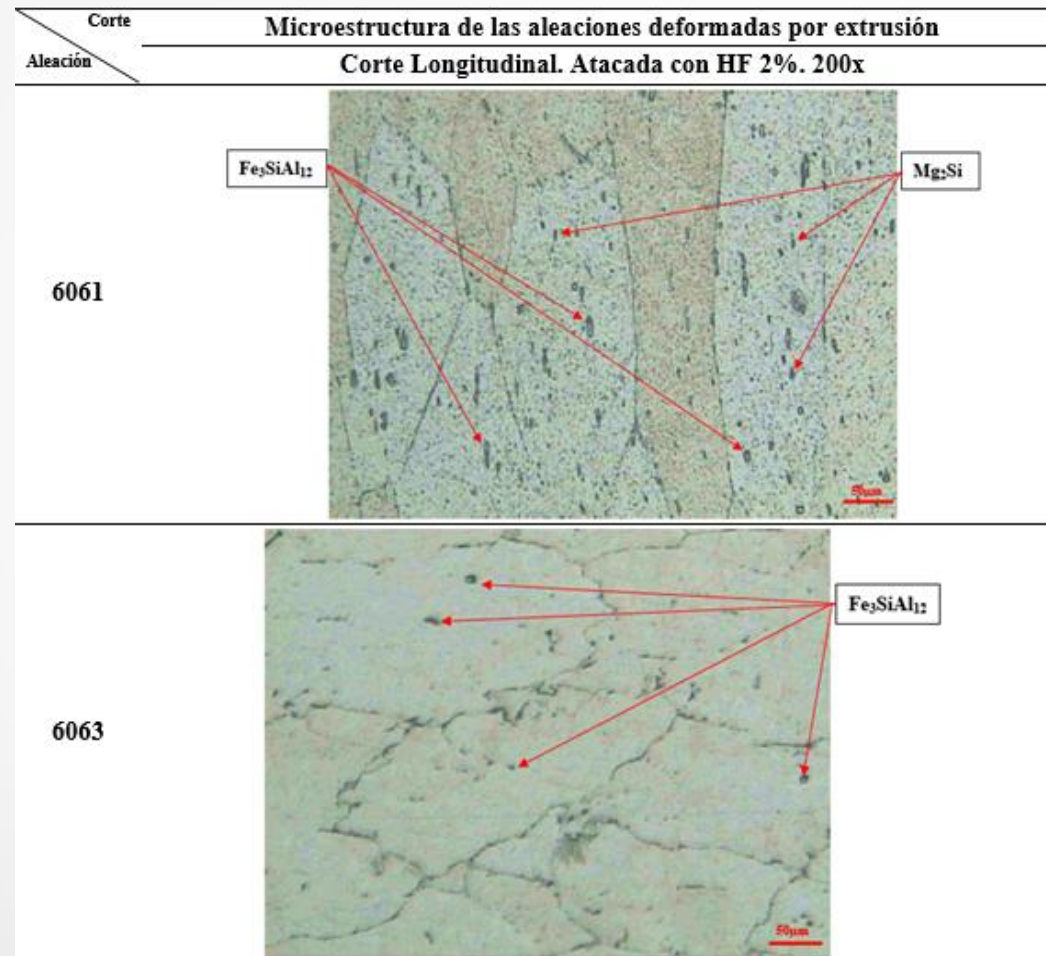 Corte
Aleación
Microestructura de las aleaciones deformadas por extrusión
Corte Longitudinal. Atacada con HF 2%. 200x
6061
Fe₃SiAl₁₂
Mg₂Si
50µm
6063
Fe₃SiAl₁₂
50µm